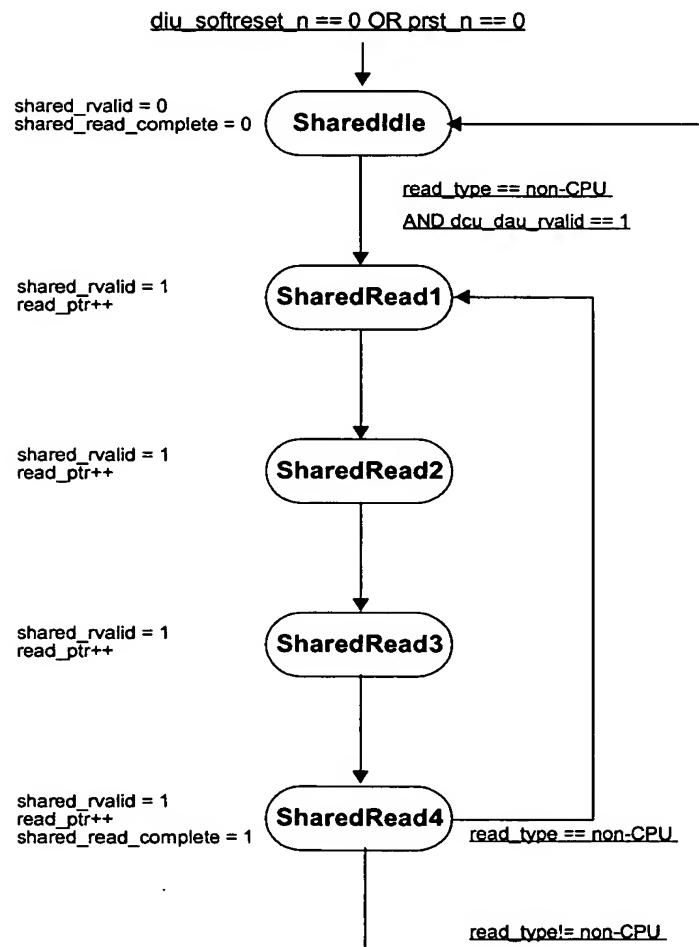 diu_softreset_n == 0 OR prst_n == 0
shared_rvalid = 0
shared_read_complete = 0
SharedIdle
read_type == non-CPU
AND dcu_dau_rvalid == 1
shared_rvalid = 1
read_ptr++
SharedRead1
shared_rvalid = 1
read_ptr++
SharedRead2
shared_rvalid = 1
read_ptr++
SharedRead3
shared_rvalid = 1
read_ptr++
shared_read_complete = 1
SharedRead4
read_type == non-CPU
read_type!= non-CPU